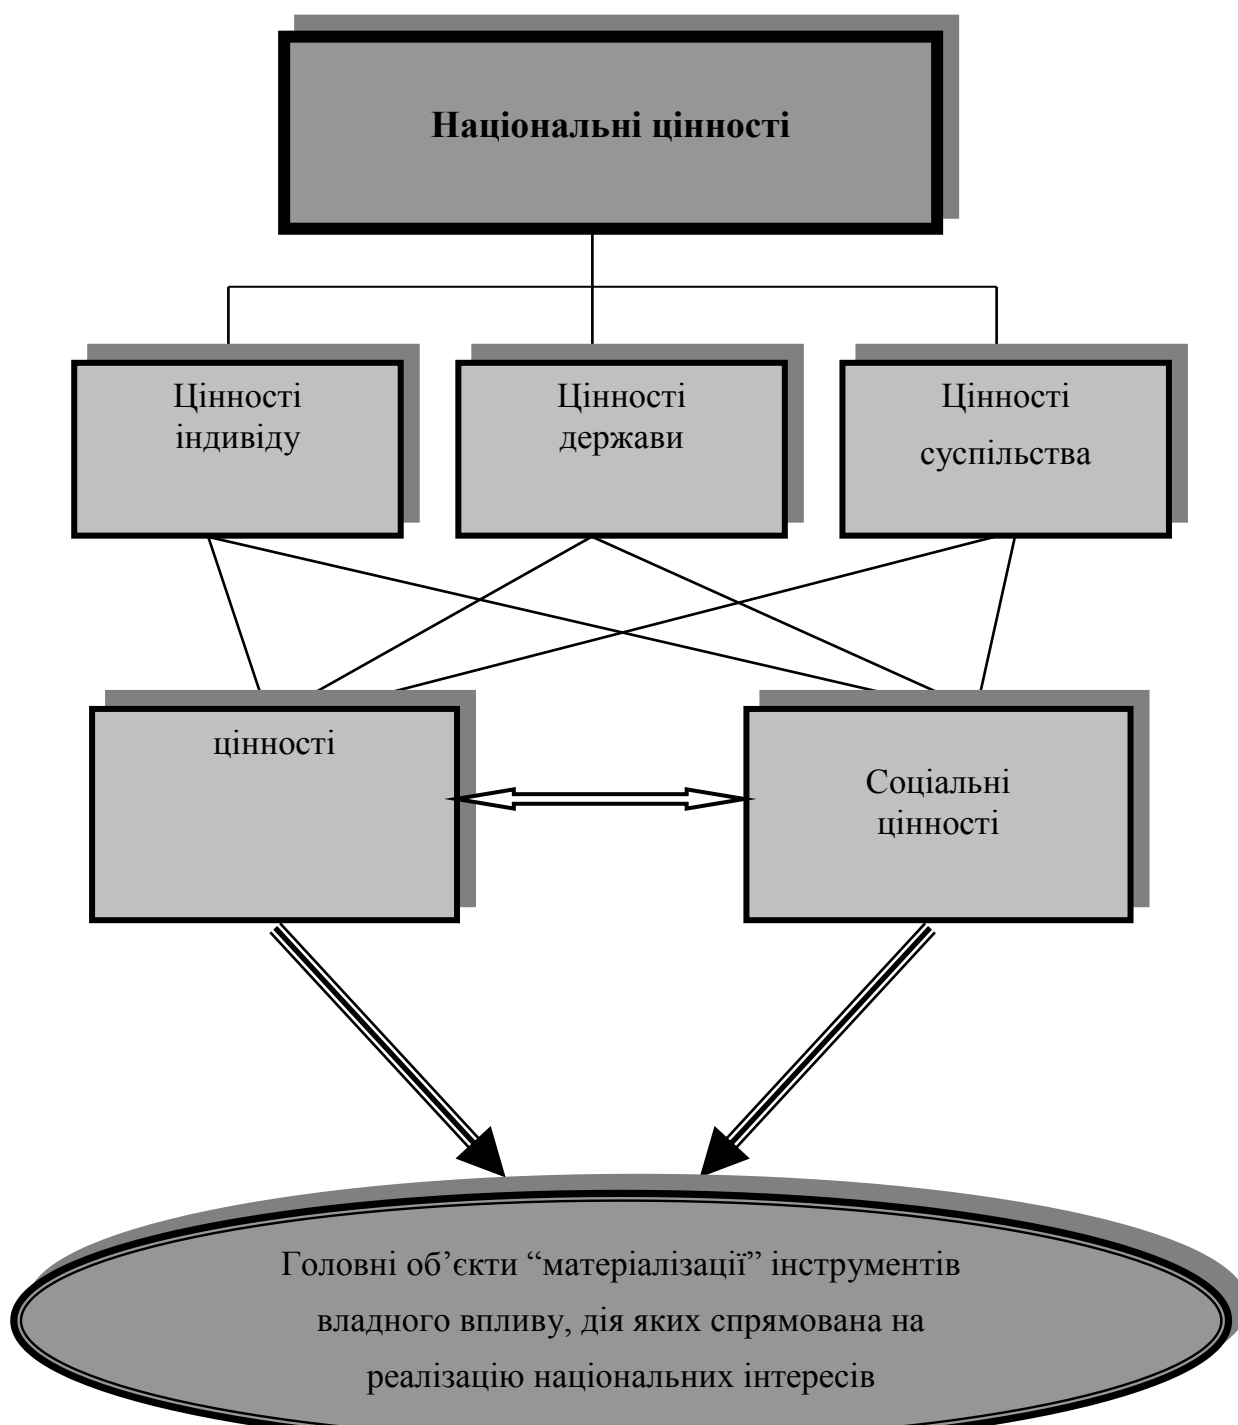 Національні цінності
Цінності
індивіду
Цінності
держави
Цінності
суспільства
цінності
Соціальні
цінності
Головні об’єкти “матеріалізації” інструментів
владного впливу, дія яких спрямована на
реалізацію національних інтересів